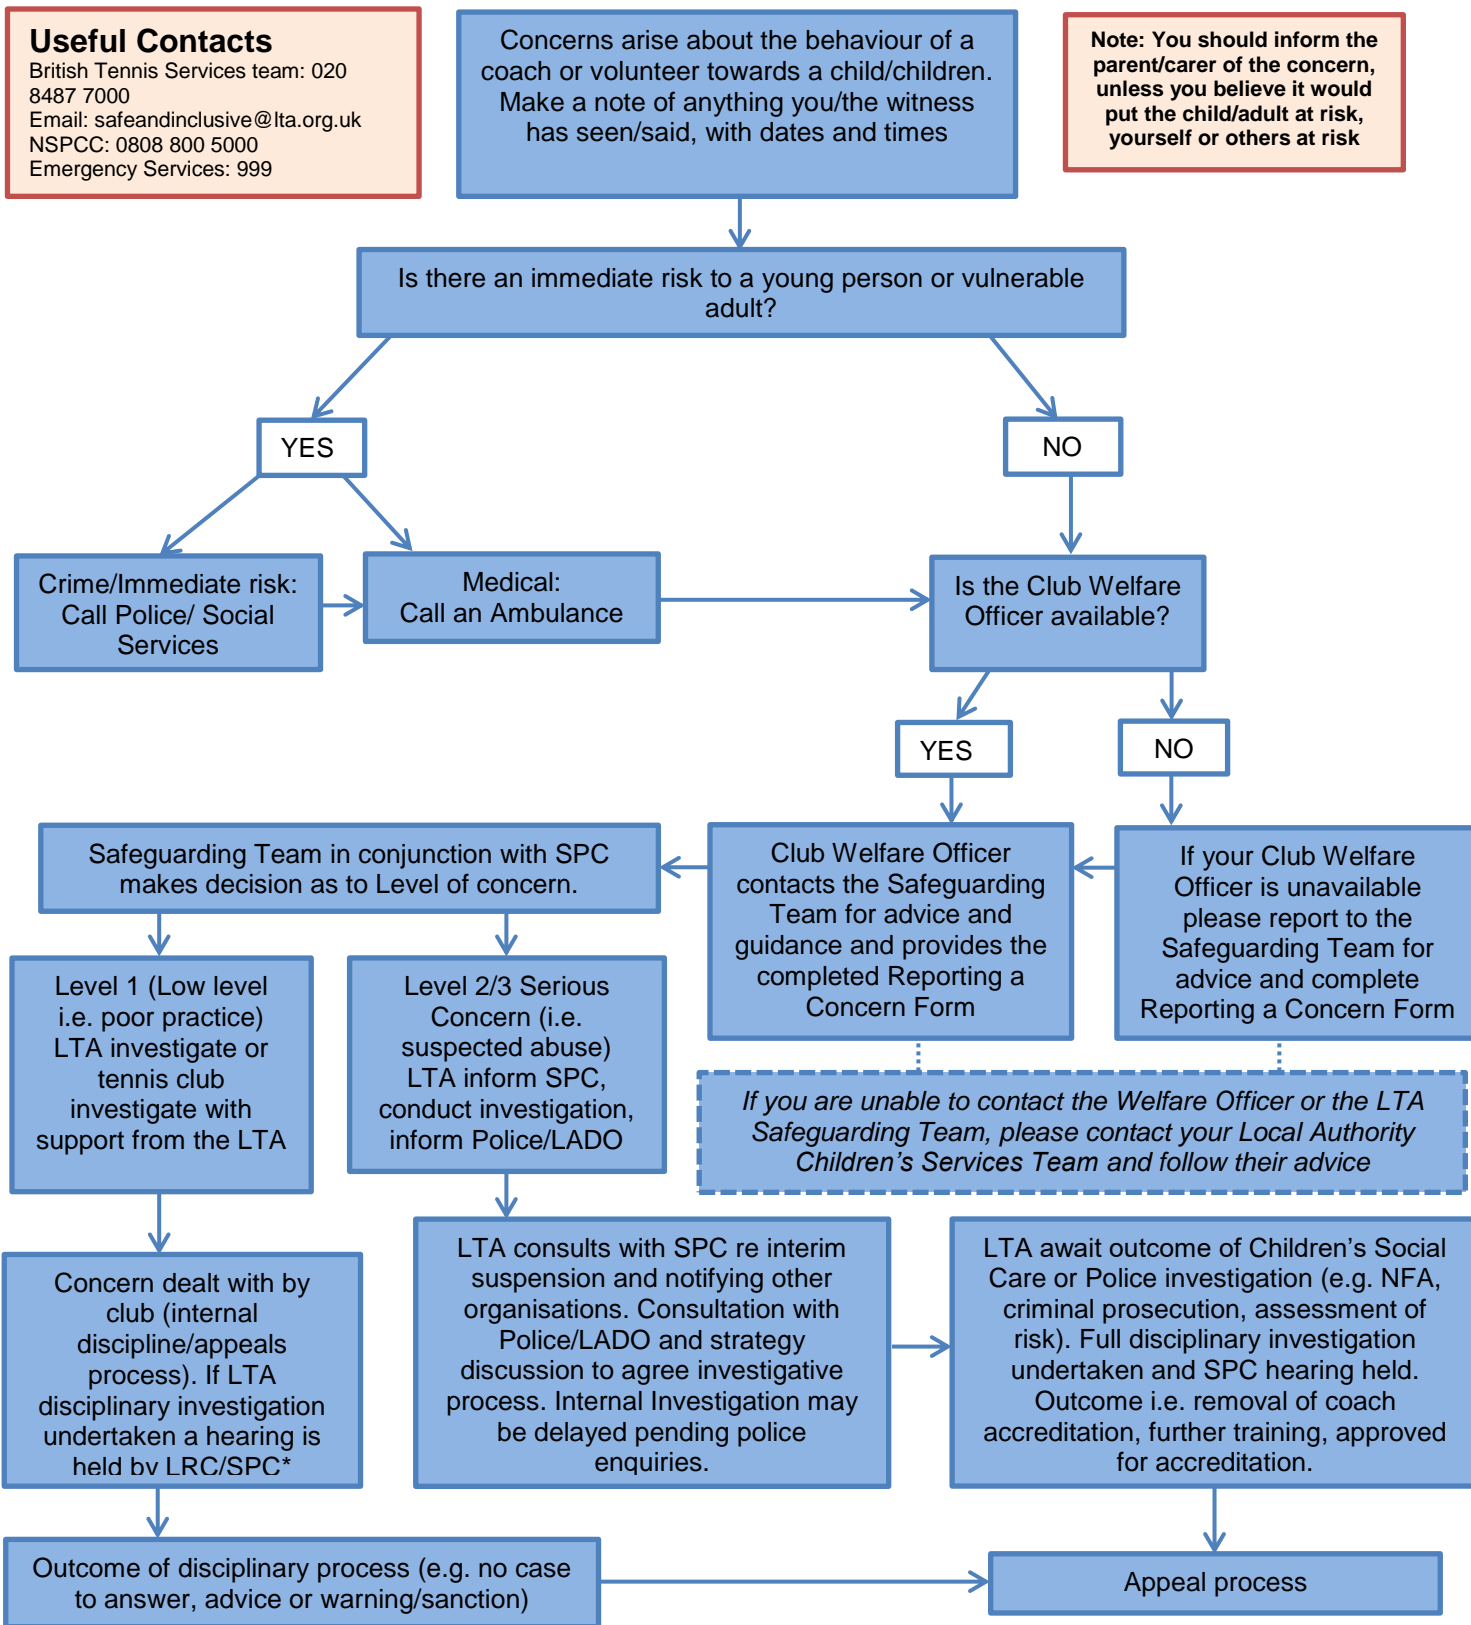 Useful Contacts
British Tennis Services team: 020
8487 7000
Email: safeandinclusive@lta.org.uk
NSPCC: 0808 800 5000
Emergency Services: 999
Concerns arise about the behaviour of a
coach or volunteer towards a child/children.
Make a note of anything you/the witness
has seen/said, with dates and times
Note: You should inform the
parent/carer of the concern,
unless you believe it would
put the child/adult at risk,
yourself or others at risk
Is there an immediate risk to a young person or vulnerable
adult?
YES
NO
Crime/Immediate risk:
Call Police/ Social
Services
Medical:
Call an Ambulance
Is the Club Welfare
Officer available?
YES
NO
Safeguarding Team in conjunction with SPC
makes decision as to Level of concern.
Club Welfare Officer
contacts the Safeguarding
Team for advice and
guidance and provides the
completed Reporting a
Concern Form
If your Club Welfare
Officer is unavailable
please report to the
Safeguarding Team for
advice and complete
Reporting a Concern Form
Level 1 (Low level
i.e. poor practice)
LTA investigate or
tennis club
investigate with
support from the LTA
Level 2/3 Serious
Concern (i.e.
suspected abuse)
LTA inform SPC,
conduct investigation,
inform Police/LADO
If you are unable to contact the Welfare Officer or the LTA
Safeguarding Team, please contact your Local Authority
Children’s Services Team and follow their advice
Concern dealt with by
club (internal
discipline/appeals
process). If LTA
disciplinary investigation
undertaken a hearing is
held by LRC/SPC*
LTA consults with SPC re interim
suspension and notifying other
organisations. Consultation with
Police/LADO and strategy
discussion to agree investigative
process. Internal Investigation may
be delayed pending police
enquiries.
LTA await outcome of Children’s Social
Care or Police investigation (e.g. NFA,
criminal prosecution, assessment of
risk). Full disciplinary investigation
undertaken and SPC hearing held.
Outcome i.e. removal of coach
accreditation, further training, approved
for accreditation.
Outcome of disciplinary process (e.g. no case
to answer, advice or warning/sanction)
Appeal process